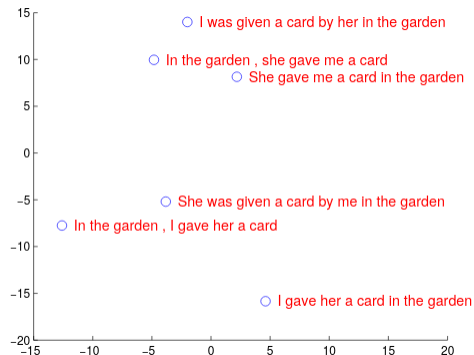 15
I was given a card by her in the garden
10
In the garden , she gave me a card
She gave me a card in the garden
5
0
−5
She was given a card by me in the garden
In the garden , I gave her a card
−10
−15
I gave her a card in the garden
−20
−15 −10 −5 0 5 10 15 20